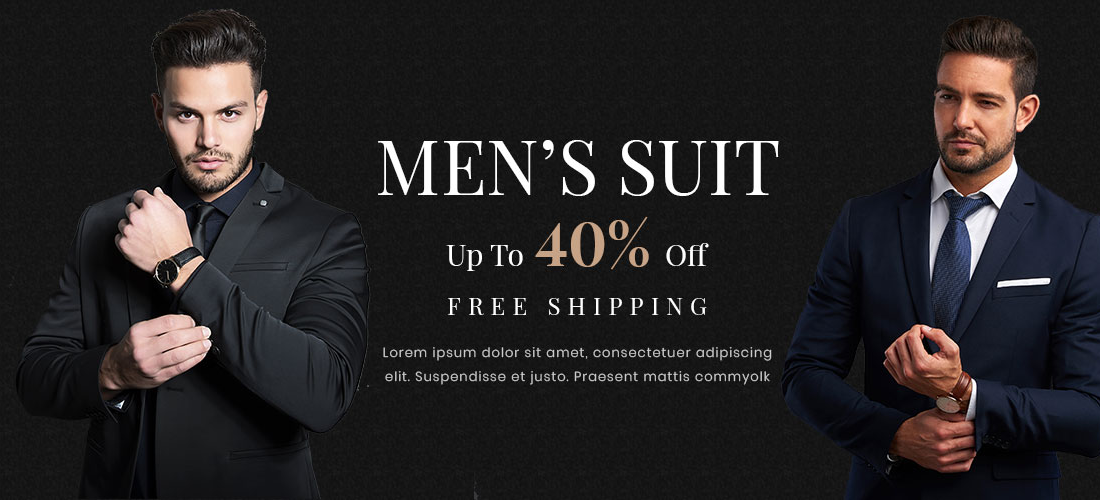 MEN’S SUIT
Up To 40% Off
FREE SHIPPING
Lorem ipsum dolor sit amet, consectetuer adipiscing
elit. Suspendisse et justo. Praesent mattis commyolk